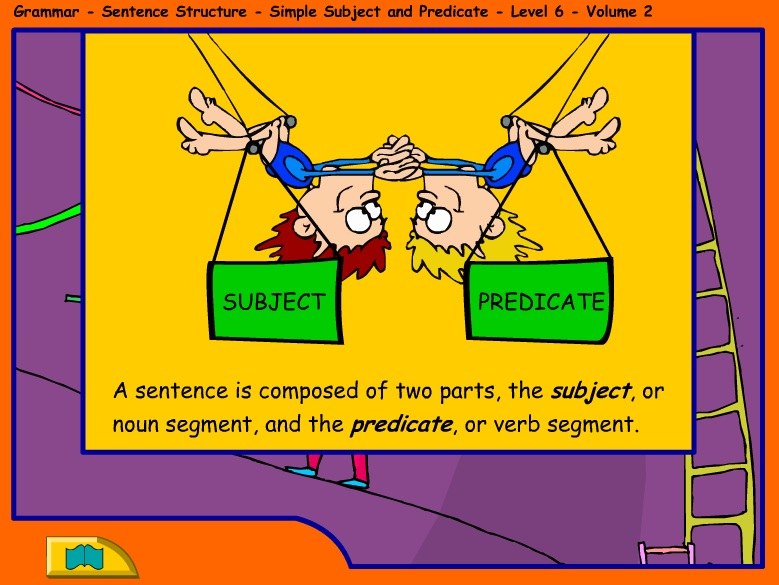 Grammar - Sentence Structure - Simple Subject and Predicate - Level 6 - Volume 2
SUBJECT
PREDICATE
A sentence is composed of two parts, the subject, or
noun segment, and the predicate, or verb segment.